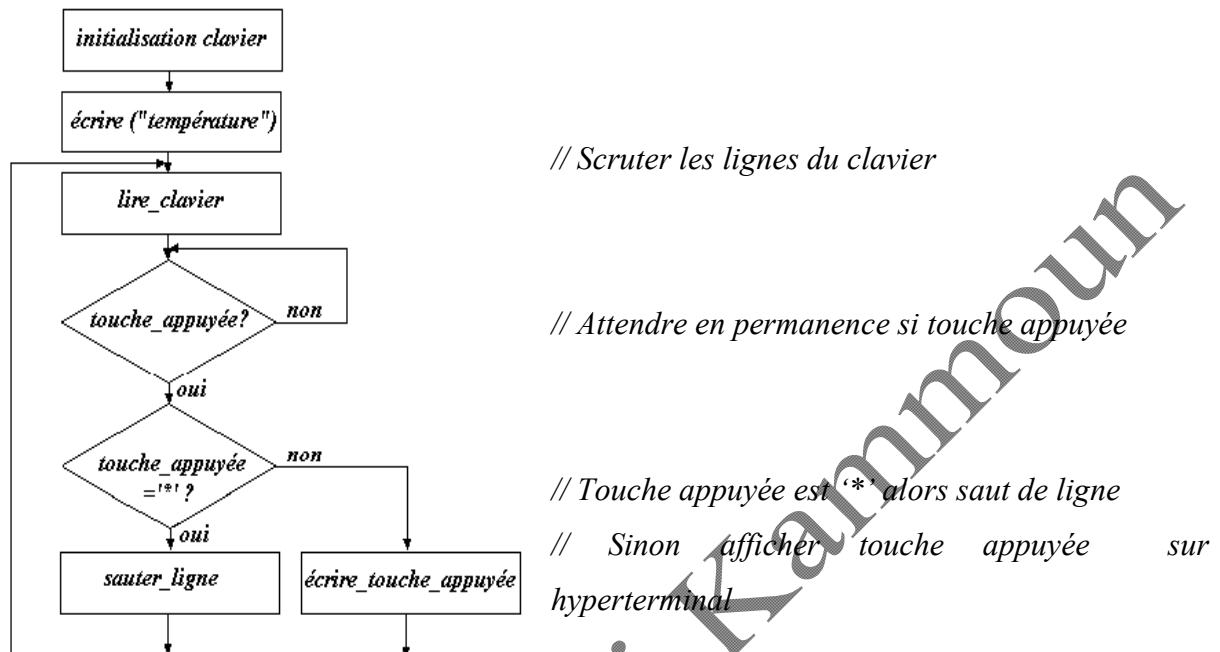 initialisation clavier
écrire ("température")
// Scruter les lignes du clavier
lire_clavier
touche_appuyée?
non
// Attendre en permanence si touche appuyée
oui
touche_appuyée
='*' ?
non
// Touche appuyée est ‘*’ alors saut de ligne
oui
// Sinon afficher touche appuyée sur
hyperterminal
sauter_ligne
écrire_touche_appuyée
Kammoun